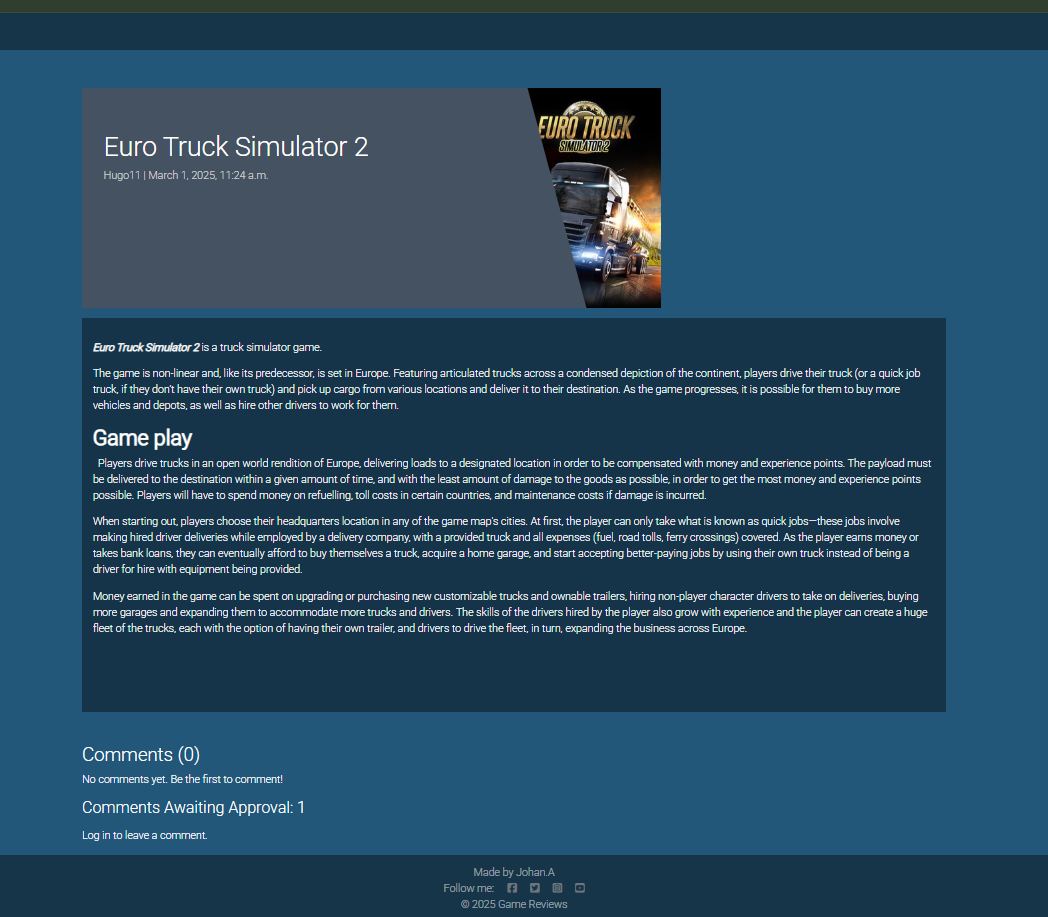 Euro Truck Simulator 2
Hugo11 | March 1, 2025, 11:24 a.m.
EURO TRUCK
SIMULATOR 2
Euro Truck Simulator 2 is a truck simulator game.
The game is non-linear and, like its predecessor, is set in Europe. Featuring articulated trucks across a condensed depiction of the continent, players drive their truck (or a quick job
truck, if they don't have their own truck) and pick up cargo from various locations and deliver it to their destination. As the game progresses, it is possible for them to buy more
vehicles and depots, as well as hire other drivers to work for them.
Game play
Players drive trucks in an open world rendition of Europe, delivering loads to a designated location in order to be compensated with money and experience points. The payload must
be delivered to the destination within a given amount of time, and with the least amount of damage to the goods as possible, in order to get the most money and experience points
possible. Players will have to spend money on refuelling, toll costs in certain countries, and maintenance costs if damage is incurred.
When starting out, players choose their headquarters location in any of the game map's cities. At first, the player can only take what is known as quick jobs—these jobs involve
making hired driver deliveries while employed by a delivery company, with a provided truck and all expenses (fuel, road tolls, ferry crossings) covered. As the player earns money or
takes bank loans, they can eventually afford to buy themselves a truck, acquire a home garage, and start accepting better-paying jobs by using their own truck instead of being a
driver for hire with equipment being provided.
Money earned in the game can be spent on upgrading or purchasing new customizable trucks and ownable trailers, hiring non-player character drivers to take on deliveries, buying
more garages and expanding them to accommodate more trucks and drivers. The skills of the drivers hired by the player also grow with experience and the player can create a huge
fleet of the trucks, each with the option of having their own trailer, and drivers to drive the fleet, in turn, expanding the business across Europe.
Comments (0)
No comments yet. Be the first to comment!
Comments Awaiting Approval: 1
Log in to leave a comment.
Made by Johan.A
Follow me:
© 2025 Game Reviews